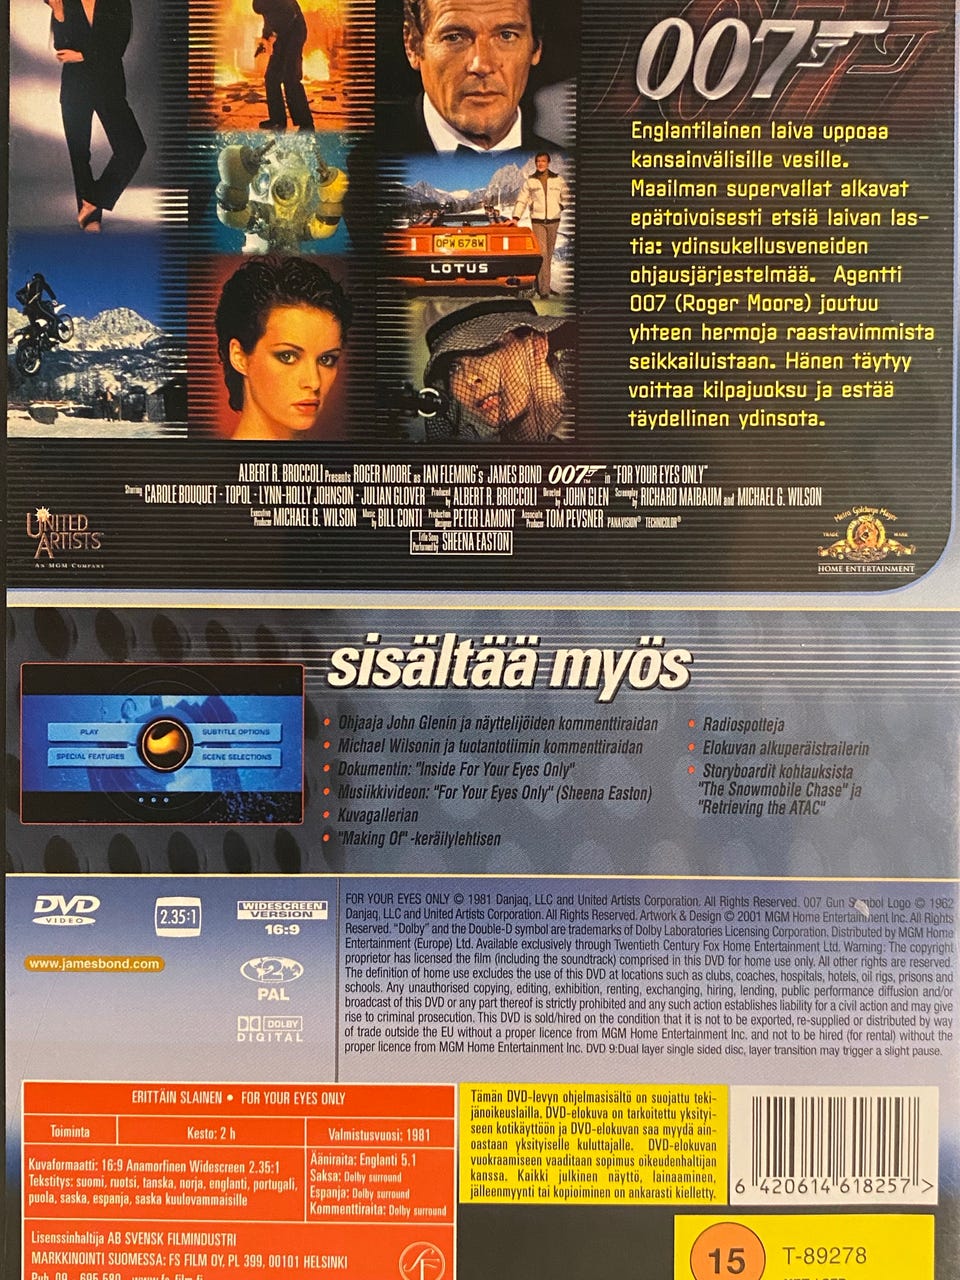 007
Englantilainen laiva uppoaa
kansainvälisille vesille.
Maailman supervallat alkavat
epätoivoisesti etsiä laivan las-
tia: ydinsukellusveneiden
ohjausjärjestelmää. Agentti
007 (Roger Moore) joutuu
yhteen hermoja raastavimmista
seikkailuistaan. Hänen täytyy
voittaa kilpajuoksu ja estää
täydellinen ydinsota.
OPW 678W
LOTUS
ALBERT R. BROCCOLI Presents ROGER MOORE as IAN FLEMING'S JAMES BOND 007 in "FOR YOUR EYES ONLY"
Starring CAROLE BOUQUET · TOPOL · LYNN-HOLLY JOHNSON · JULIAN GLOVER Produced by ALBERT R. BROCCOLI Directed by JOHN GLEN Screenplay by RICHARD MAIBAUM and MICHAEL G. WILSON
Executive Producer MICHAEL G. WILSON Music by BILL CONTI Production Designer PETER LAMONT Associate Producer TOM PEVSNER PANAVISION® TECHNICOLOR®
Title Song Performed by SHEENA EASTON
UNITED
ARTISTS
AN MGM COMPANY
Metro Goldwyn Mayer
TRADE MARK
HOME ENTERTAINMENT
sisältää myös
PLAY
SUBTITLE OPTIONS
SPECIAL FEATURES
SCENE SELECTIONS
• Ohjaaja John Glenin ja näyttelijöiden kommenttiraidan
• Michael Wilsonin ja tuotantotiimin kommenttiraidan
• Dokumentin: "Inside For Your Eyes Only"
• Musiikkivideon: "For Your Eyes Only" (Sheena Easton)
• Kuvagallerian
• "Making Of" -keräilylehtisen
• Radiospotteja
• Elokuvan alkuperäistrailerin
• Storyboardit kohtauksista
"The Snowmobile Chase" ja
"Retrieving the ATAC"
DVD
VIDEO
2.35:1
WIDESCREEN
VERSION
16:9
www.jamesbond.com
2
PAL
DOLBY
DIGITAL
FOR YOUR EYES ONLY © 1981 Danjaq, LLC and United Artists Corporation. All Rights Reserved. 007 Gun Symbol Logo © 1962
Danjaq, LLC and United Artists Corporation. All Rights Reserved. Artwork & Design © 2001 MGM Home Entertainment Inc. All Rights
Reserved. "Dolby" and the Double-D symbol are trademarks of Dolby Laboratories Licensing Corporation. Distributed by MGM Home
Entertainment (Europe) Ltd. Available exclusively through Twentieth Century Fox Home Entertainment Ltd. Warning: The copyright
proprietor has licensed the film (including the soundtrack) comprised in this DVD for home use only. All other rights are reserved.
The definition of home use excludes the use of this DVD at locations such as clubs, coaches, hospitals, hotels, oil rigs, prisons and
schools. Any unauthorised copying, editing, exhibition, renting, exchanging, hiring, lending, public performance diffusion and/or
broadcast of this DVD or any part thereof is strictly prohibited and any such action establishes liability for a civil action and may give
rise to criminal prosecution. This DVD is sold/hired on the condition that it is not to be exported, re-supplied or distributed by way
of trade outside the EU without a proper licence from MGM Home Entertainment Inc. and not to be hired (for rental) without the
proper licence from MGM Home Entertainment Inc. DVD 9:Dual layer single sided disc, layer transition may trigger a slight pause.
ERITTÄIN SALAINEN • FOR YOUR EYES ONLY
Toiminta
Kesto: 2 h
Valmistusvuosi: 1981
Kuvaformaatti: 16:9 Anamorfinen Widescreen 2.35:1
Tekstitys: suomi, ruotsi, tanska, norja, englanti, portugali,
puola, saska, espanja, saska kuulovammaisille
Ääniraita: Englanti 5.1
Saksa: Dolby surround
Espanja: Dolby surround
Kommenttiraita: Dolby surround
Lisenssinhaltija AB SVENSK FILMINDUSTRI
MARKKINOINTI SUOMESSA: FS FILM OY, PL 399, 00101 HELSINKI
Puh. 09 - 695 580 www.fs-film.fi
SF
Tämän DVD-levyn ohjelmasisältö on suojattu teki-
jänoikeuslailla. DVD-elokuva on tarkoitettu yksityi-
seen kotikäyttöön ja DVD-elokuvan saa myydä ain-
oastaan yksityiselle kuluttajalle. DVD-elokuvan
vuokraamiseen vaaditaan sopimus oikeudenhaltijan
kanssa. Kaikki julkinen näyttö, lainaaminen,
jälleenmyynti tai kopioiminen on ankarasti kielletty.
6 420614 618257 >
15
T-89278